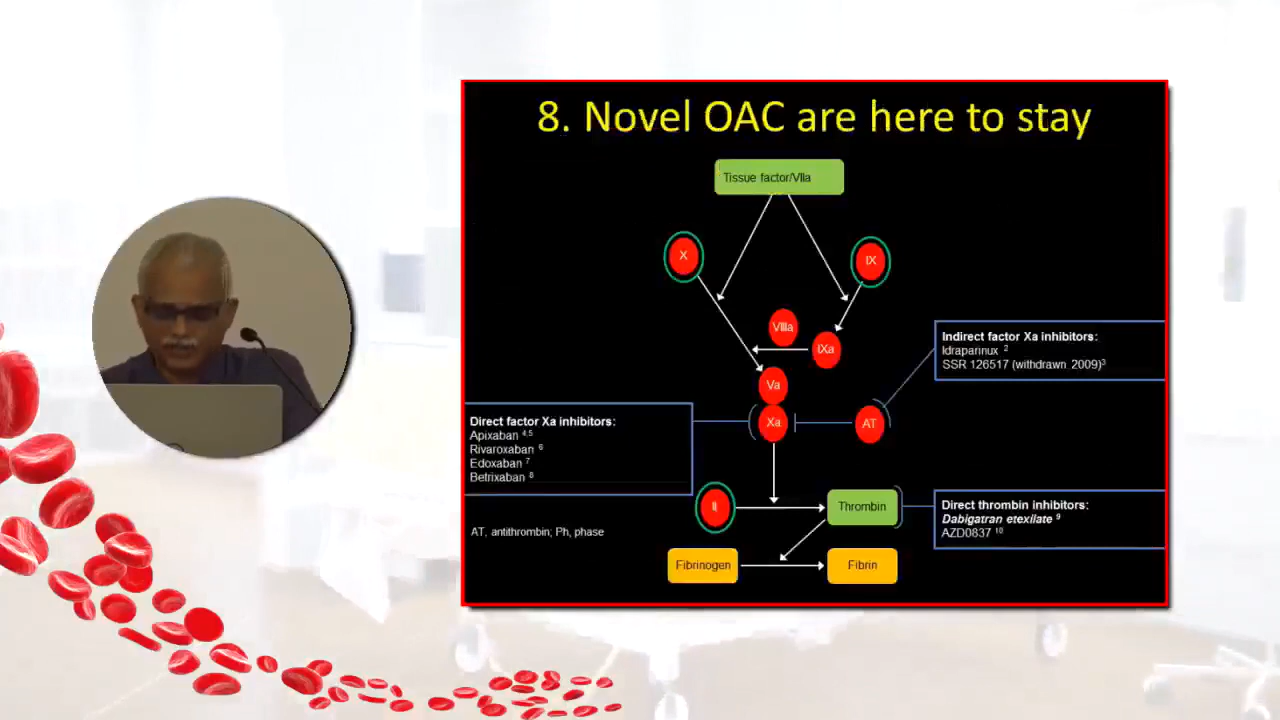 8. Novel OAC are here to stay
Tissue factor/VIIa
X
IX
VIIIa
IXa
Va
Xa
AT
Indirect factor Xa inhibitors:
Idraparinux 2
SSR 126517 (withdrawn 2009)3
Direct factor Xa inhibitors:
Apixaban 4,5
Rivaroxaban 6
Edoxaban 7
Betrixaban 8
II
Thrombin
Direct thrombin inhibitors:
Dabigatran etexilate 9
AZD0837 10
AT, antithrombin; Ph, phase
Fibrinogen
Fibrin